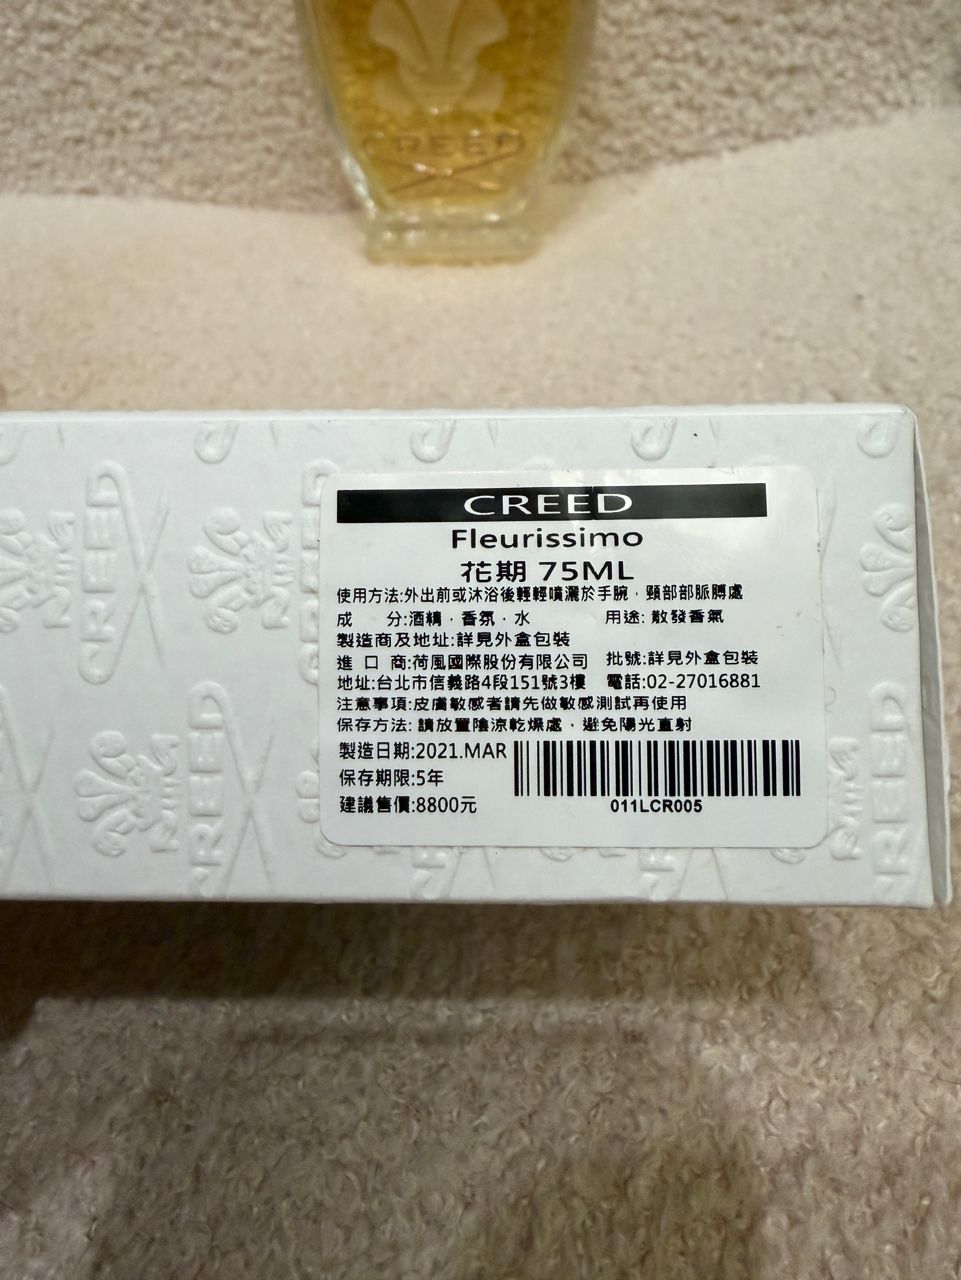 CREED
CREED
Fleurissimo
花期 75ML
使用方法:外出前或沐浴後輕輕噴灑於手腕，頸部部脈膊處
成 分:酒精，香氛，水 用途: 散發香氣
製造商及地址:詳見外盒包裝
進 口 商:荷風國際股份有限公司 批號:詳見外盒包裝
地址:台北市信義路4段151號3樓 電話:02-27016881
注意事項:皮膚敏感者請先做敏感測試再使用
保存方法: 請放置陰涼乾燥處，避免陽光直射
製造日期:2021.MAR
保存期限:5年
建議售價:8800元
011LCR005
CREED
CREED
CREED
CREED